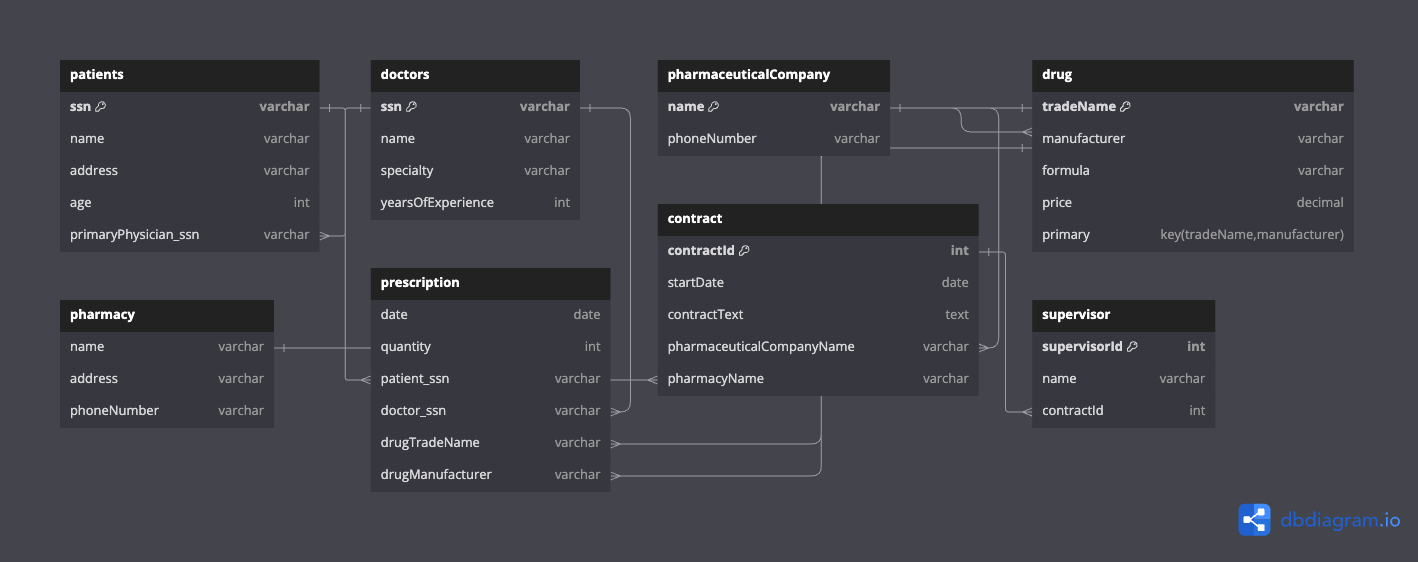 patients
ssn varchar
name varchar
address varchar
age int
primaryPhysician_ssn varchar
doctors
ssn varchar
name varchar
specialty varchar
yearsOfExperience int
pharmaceuticalCompany
name varchar
phoneNumber varchar
drug
tradeName varchar
manufacturer varchar
formula varchar
price decimal
primary key(tradeName,manufacturer)
contract
contractId int
startDate date
contractText text
pharmaceuticalCompanyName varchar
pharmacyName varchar
prescription
date date
quantity int
patient_ssn varchar
doctor_ssn varchar
drugTradeName varchar
drugManufacturer varchar
pharmacy
name varchar
address varchar
phoneNumber varchar
supervisor
supervisorId int
name varchar
contractId int
dbdiagram.io